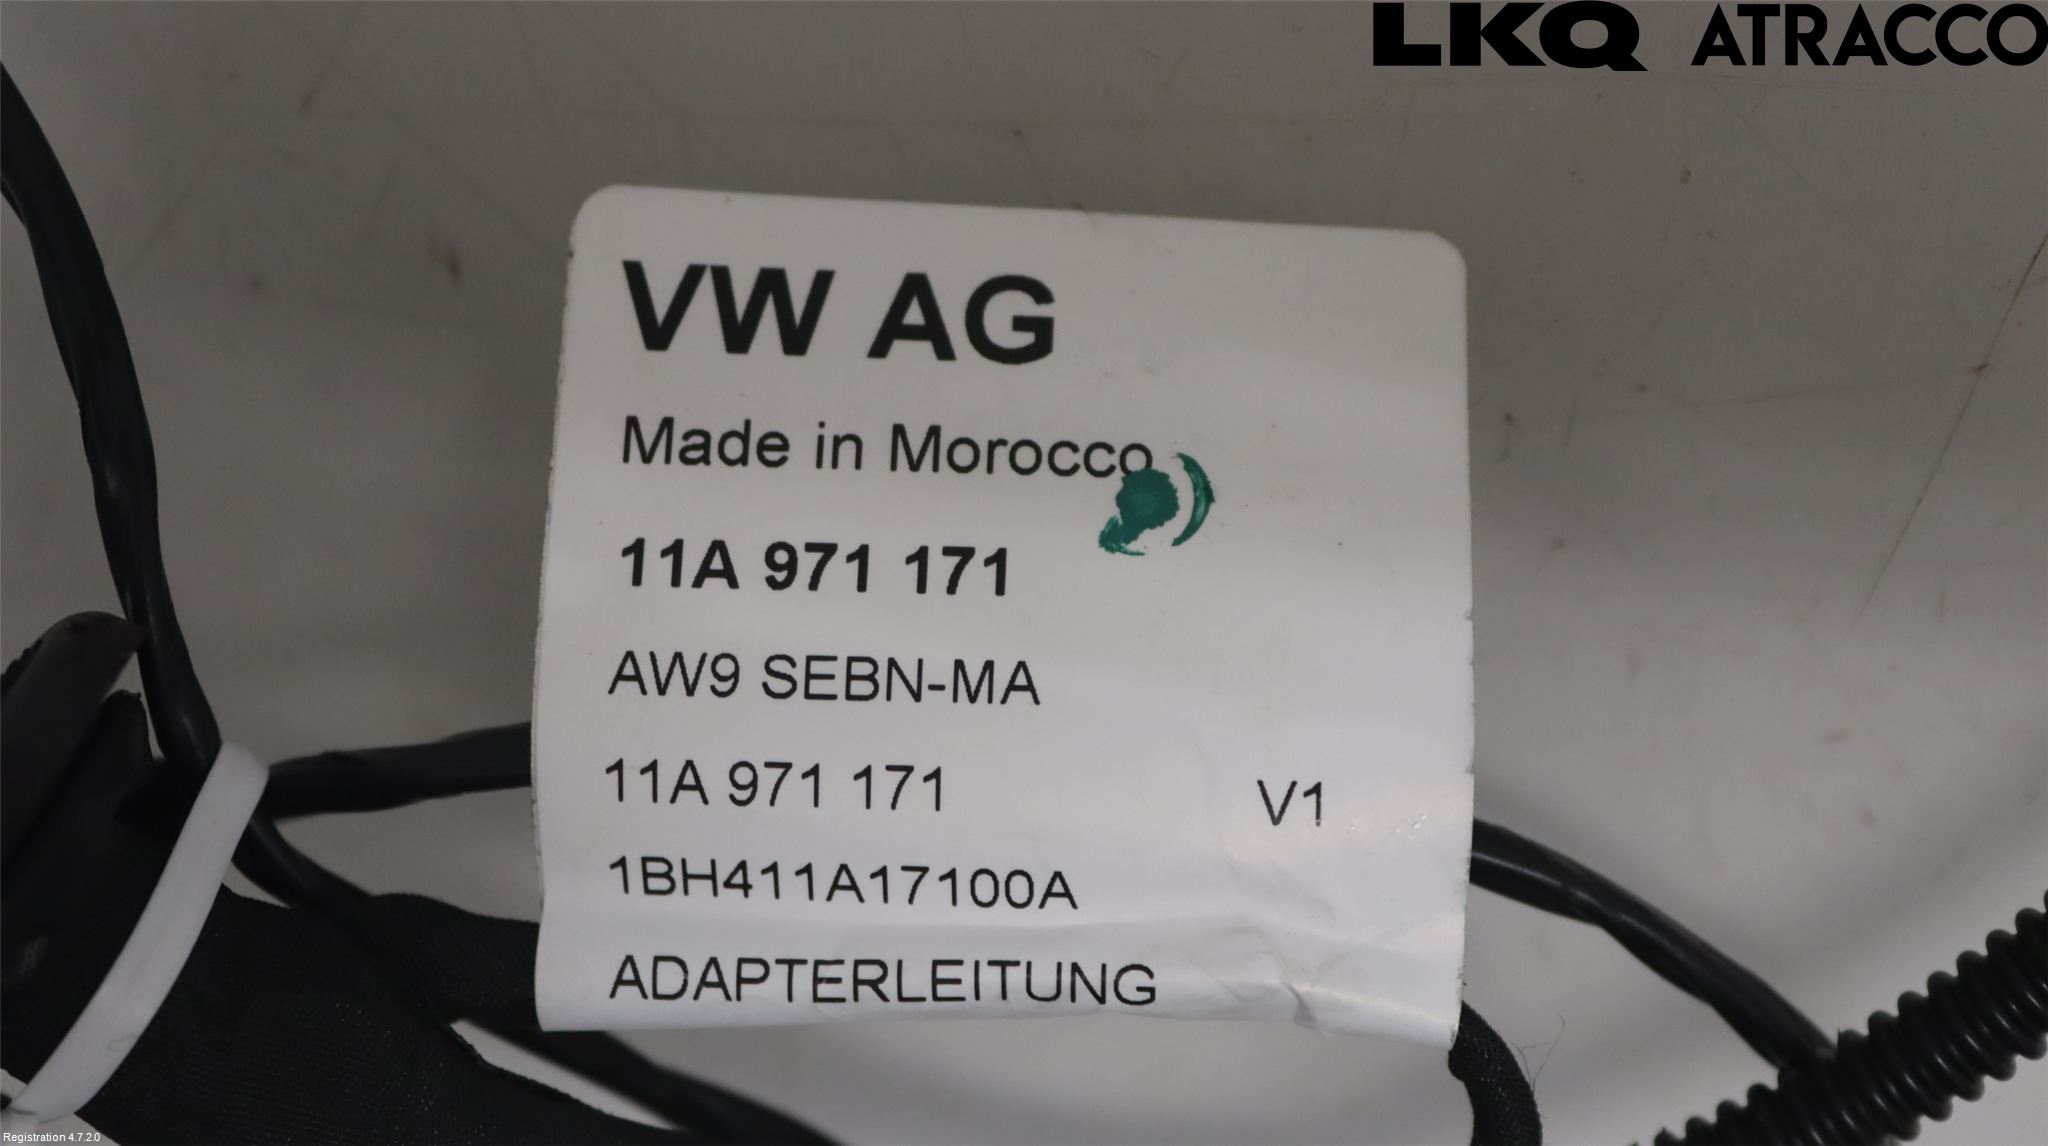 LKQ ATRACCO
VW AG
Made in Morocco
11A 971 171
AW9 SEBN-MA
11A 971 171 V1
1BH411A17100A
ADAPTERLEITUNG
Registration 4.7.2.0